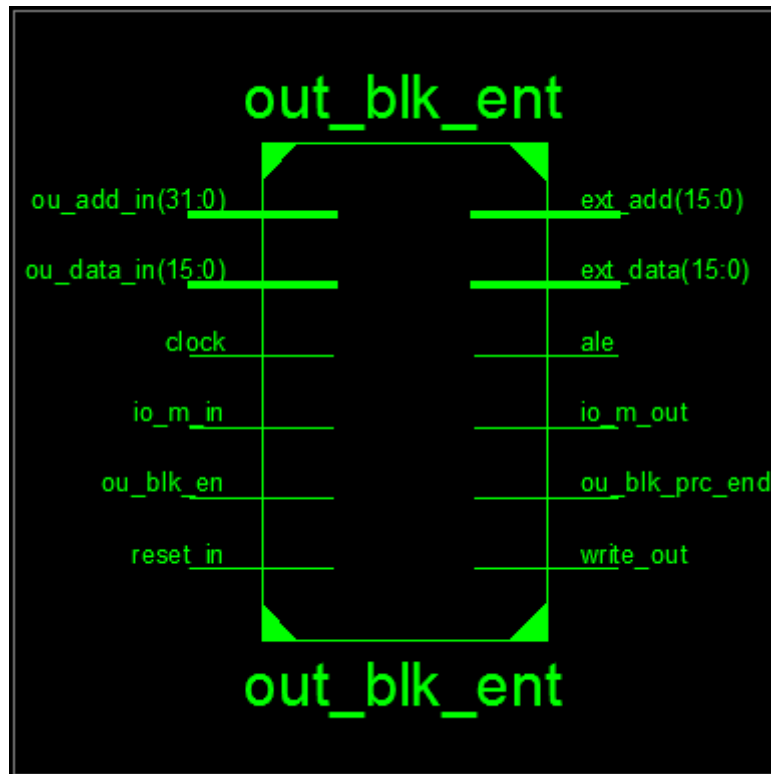 out_blk_ent
ou_add_in(31:0) ext_add(15:0)
ou_data_in(15:0) ext_data(15:0)
clock ale
io_m_in io_m_out
ou_blk_en ou_blk_prc_end
reset_in write_out
out_blk_ent